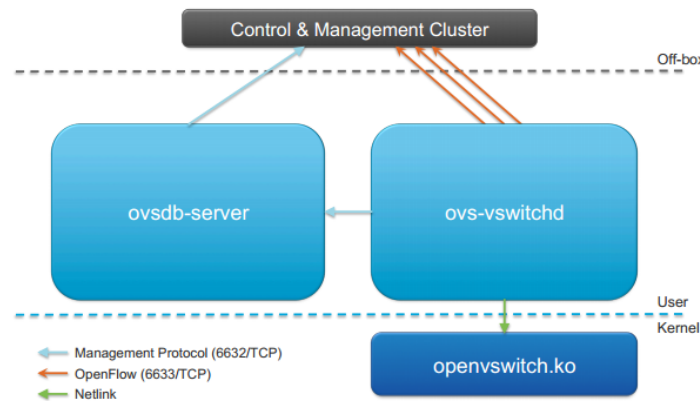 Control & Management Cluster
Off-box
ovsdb-server
ovs-vswitchd
User
Kernel
Management Protocol (6632/TCP)
OpenFlow (6633/TCP)
Netlink
openvswitch.ko